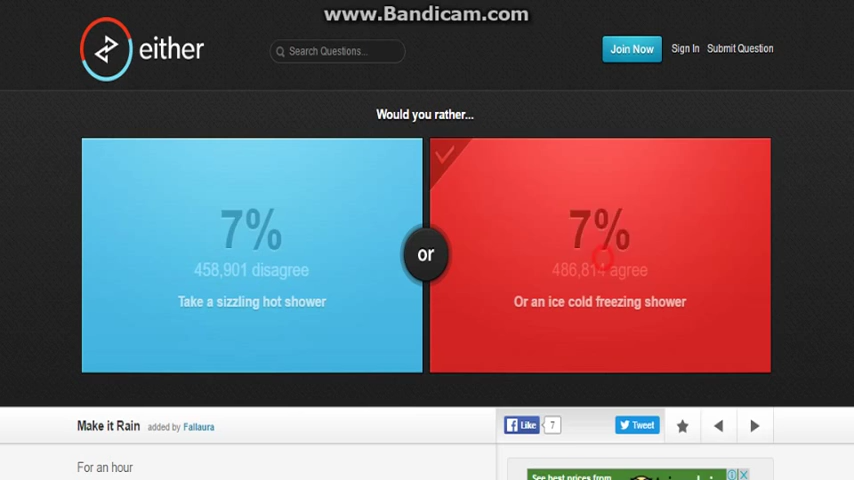 www.Bandicam.com
either
Search Questions...
Join Now
Sign In
Submit Question
Would you rather...
7%
458,901 disagree
Take a sizzling hot shower
or
7%
486,814 agree
Or an ice cold freezing shower
Make it Rain added by Fallaura
Like 7
Tweet
For an hour
See best prices from